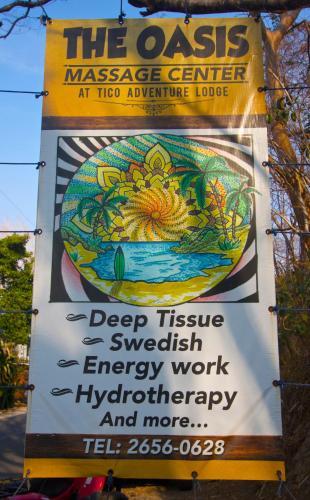 THE OASIS
MASSAGE CENTER
AT TICO ADVENTURE LODGE
Deep Tissue
Swedish
Energy work
Hydrotherapy
And more...
TEL: 2656-0628